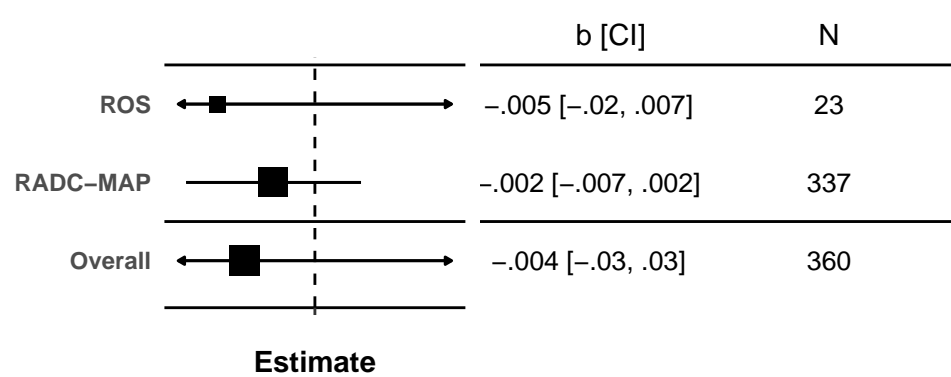 b [CI] N
ROS −.005 [−.02, .007] 23
RADC−MAP −.002 [−.007, .002] 337
Overall −.004 [−.03, .03] 360
Estimate